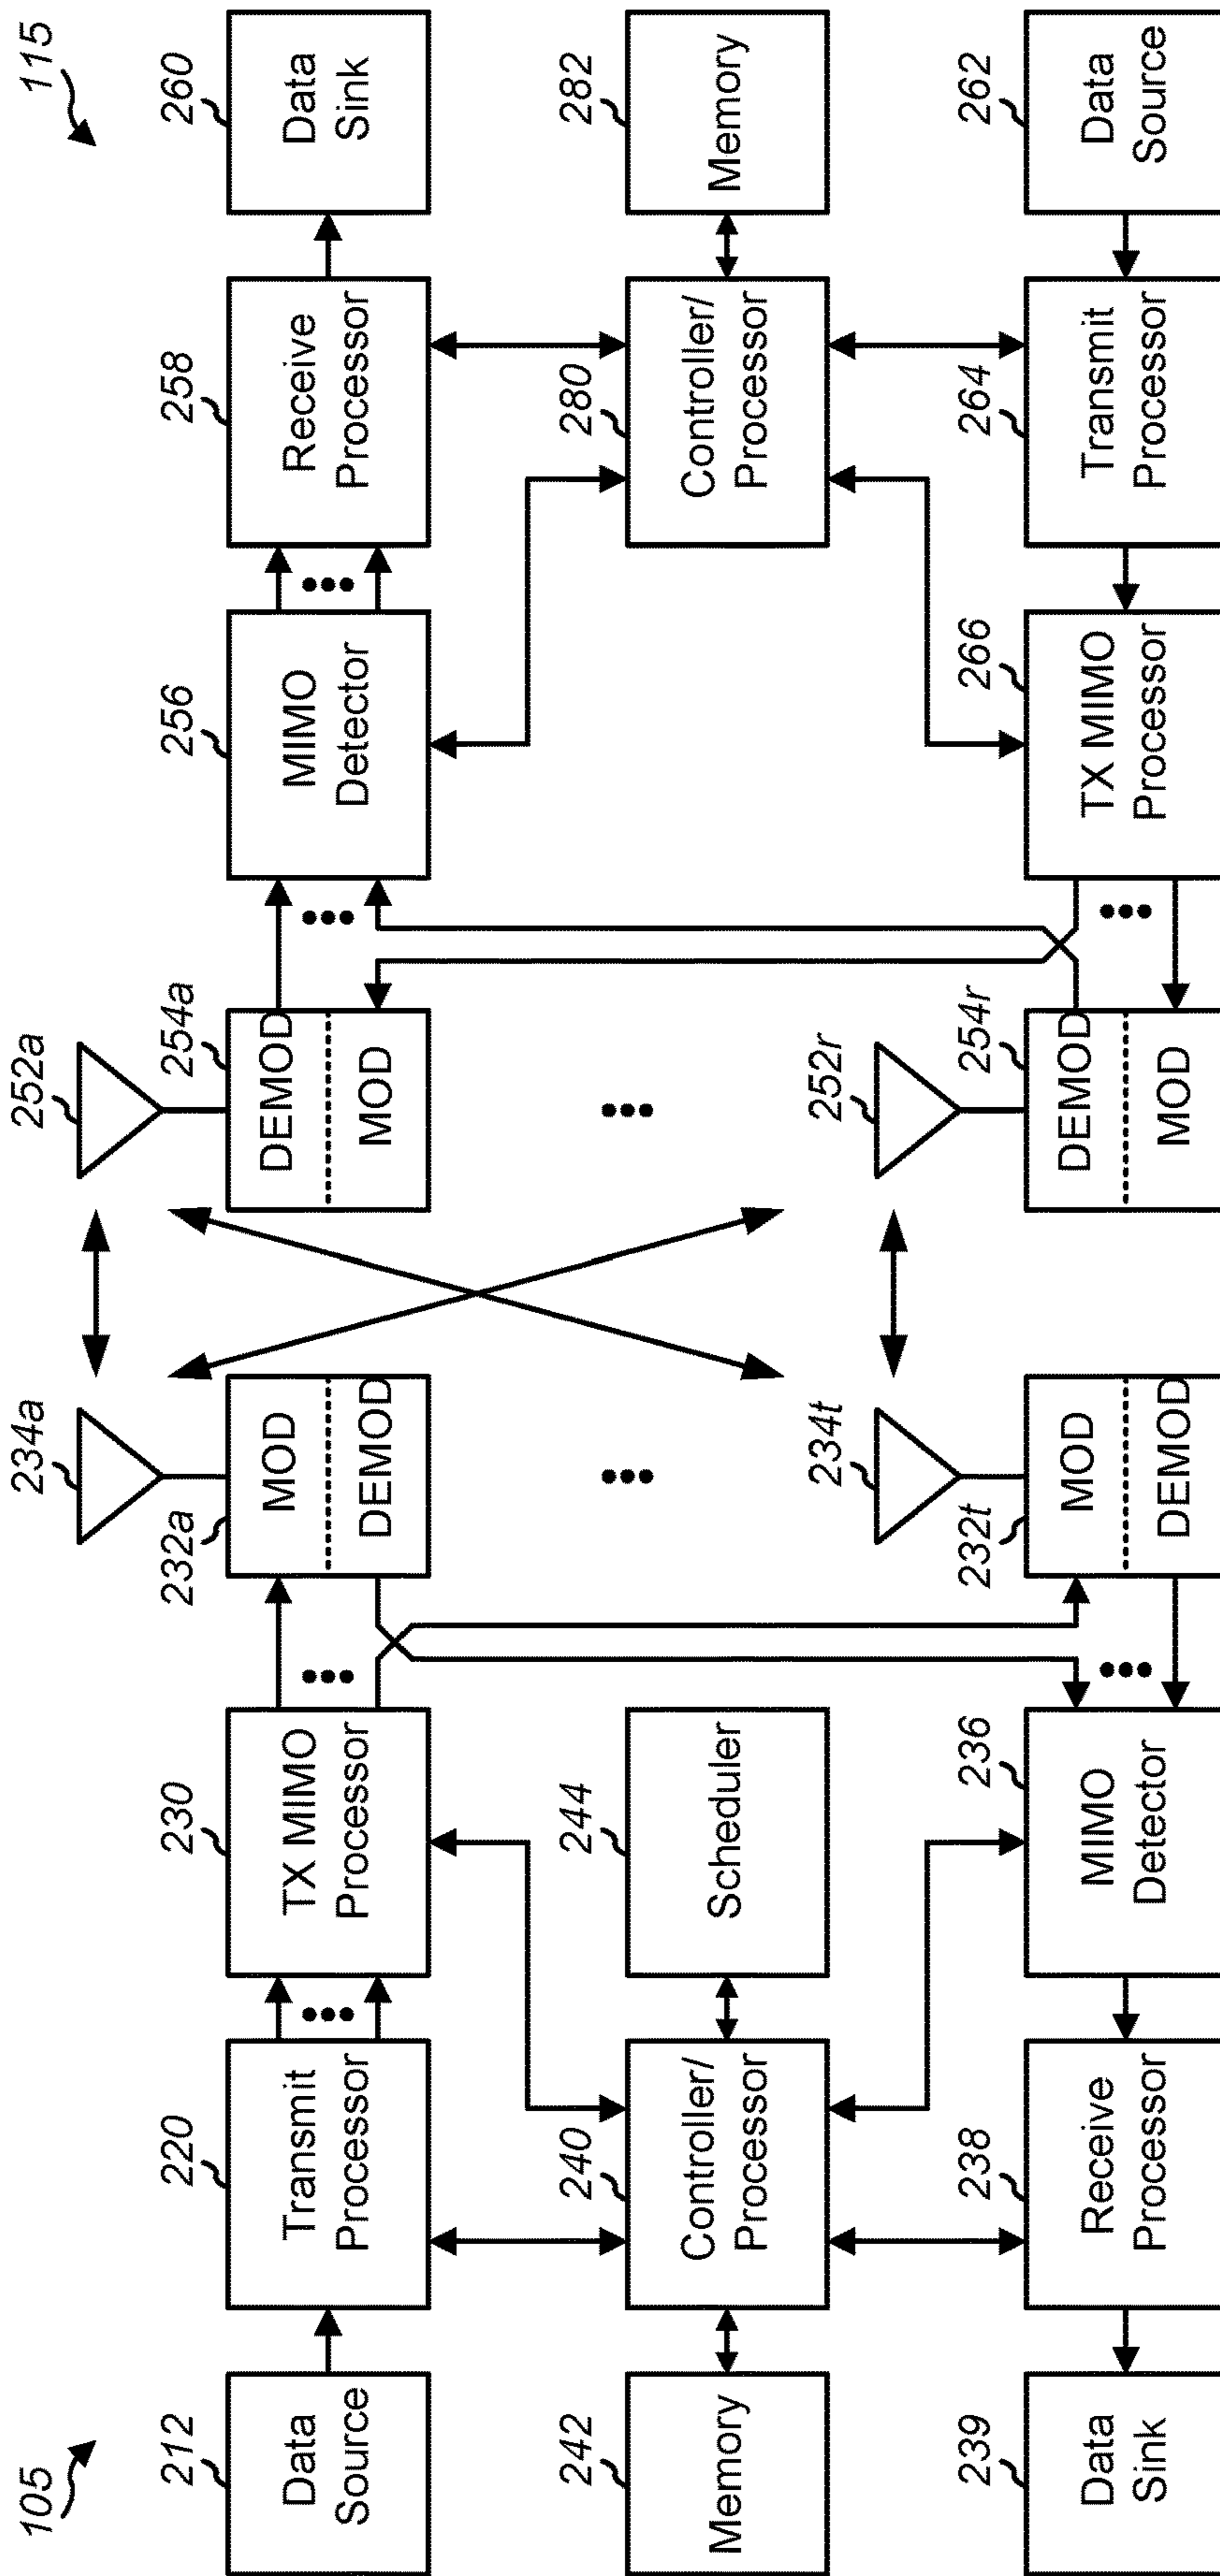 105
115
212
Data
Source
220
Transmit
Processor
230
TX MIMO
Processor
232a
MOD
DEMOD
234a
252a
254a
DEMOD
MOD
256
MIMO
Detector
258
Receive
Processor
260
Data
Sink
242
Memory
240
Controller/
Processor
244
Scheduler
280
Controller/
Processor
282
Memory
239
Data
Sink
238
Receive
Processor
236
MIMO
Detector
232t
MOD
DEMOD
234t
252r
254r
DEMOD
MOD
266
TX MIMO
Processor
264
Transmit
Processor
262
Data
Source